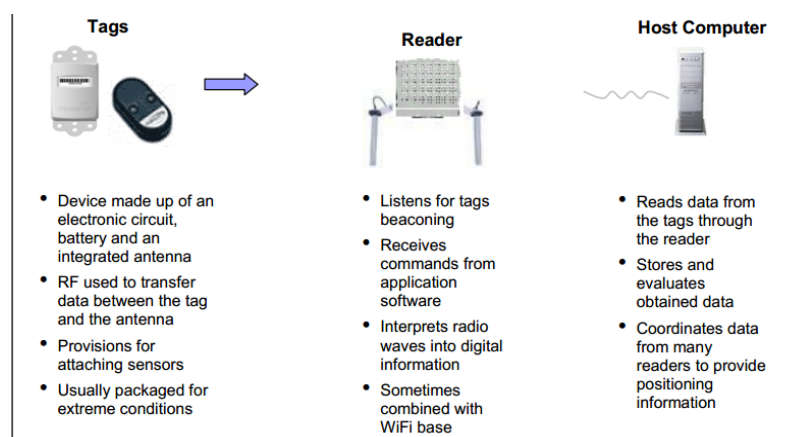 Tags
Reader
Host Computer
• Device made up of an
electronic circuit,
battery and an
integrated antenna
• RF used to transfer
data between the tag
and the antenna
• Provisions for
attaching sensors
• Usually packaged for
extreme conditions
• Listens for tags
beaconing
• Receives
commands from
application
software
• Interprets radio
waves into digital
information
• Sometimes
combined with
WiFi base
• Reads data from
the tags through
the reader
• Stores and
evaluates
obtained data
• Coordinates data
from many
readers to provide
positioning
information